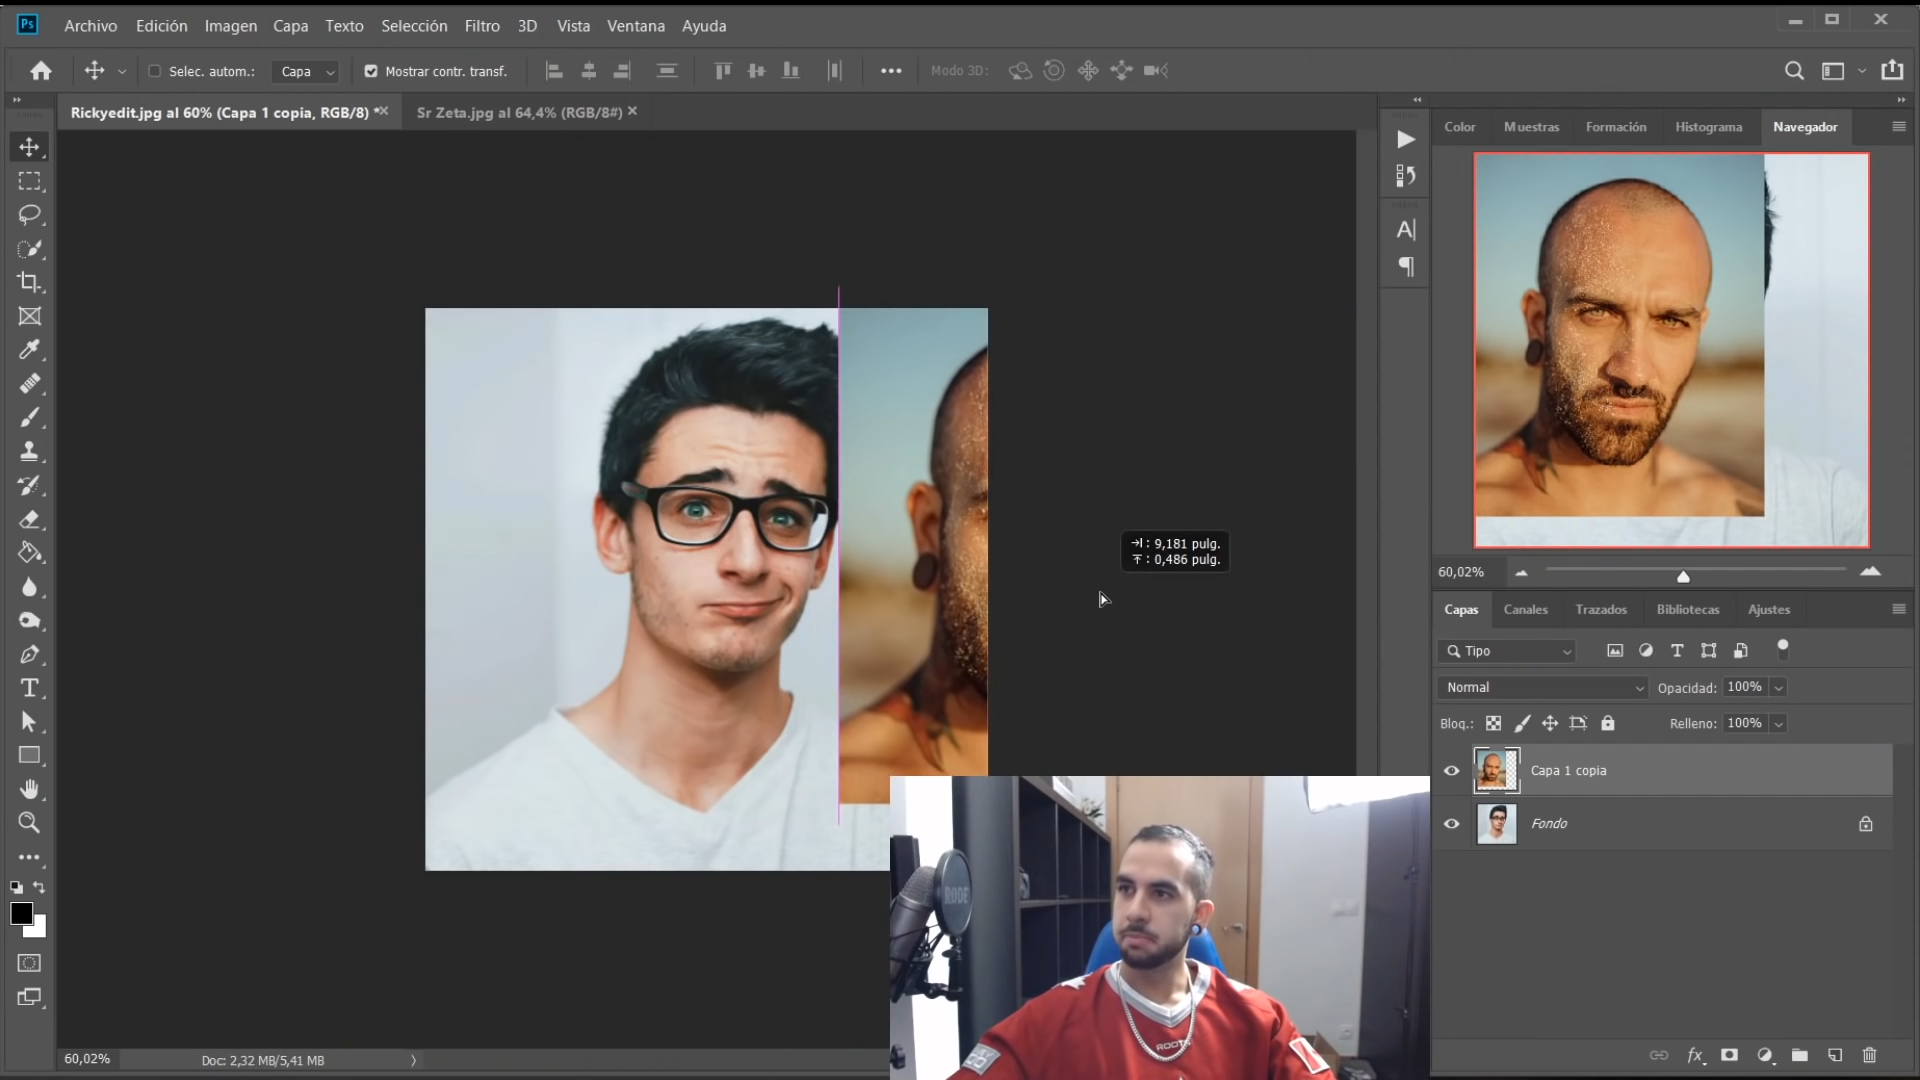 Ps
Archivo Edición Imagen Capa Texto Selección Filtro 3D Vista Ventana Ayuda
Selec. autom.: Capa Mostrar contr. transf. Modo 3D:
Rickyedit.jpg al 60% (Capa 1 copia, RGB/8) * Sr Zeta.jpg al 64,4% (RGB/8#)
Color Muestras Formación Histograma Navegador
: 9,181 pulg.
: 0,486 pulg.
60,02%
Capas Canales Trazados Bibliotecas Ajustes
Tipo
Normal Opacidad: 100%
Bloq.: Relleno: 100%
Capa 1 copia
Fondo
RODE
60,02% Doc: 2,32 MB/5,41 MB